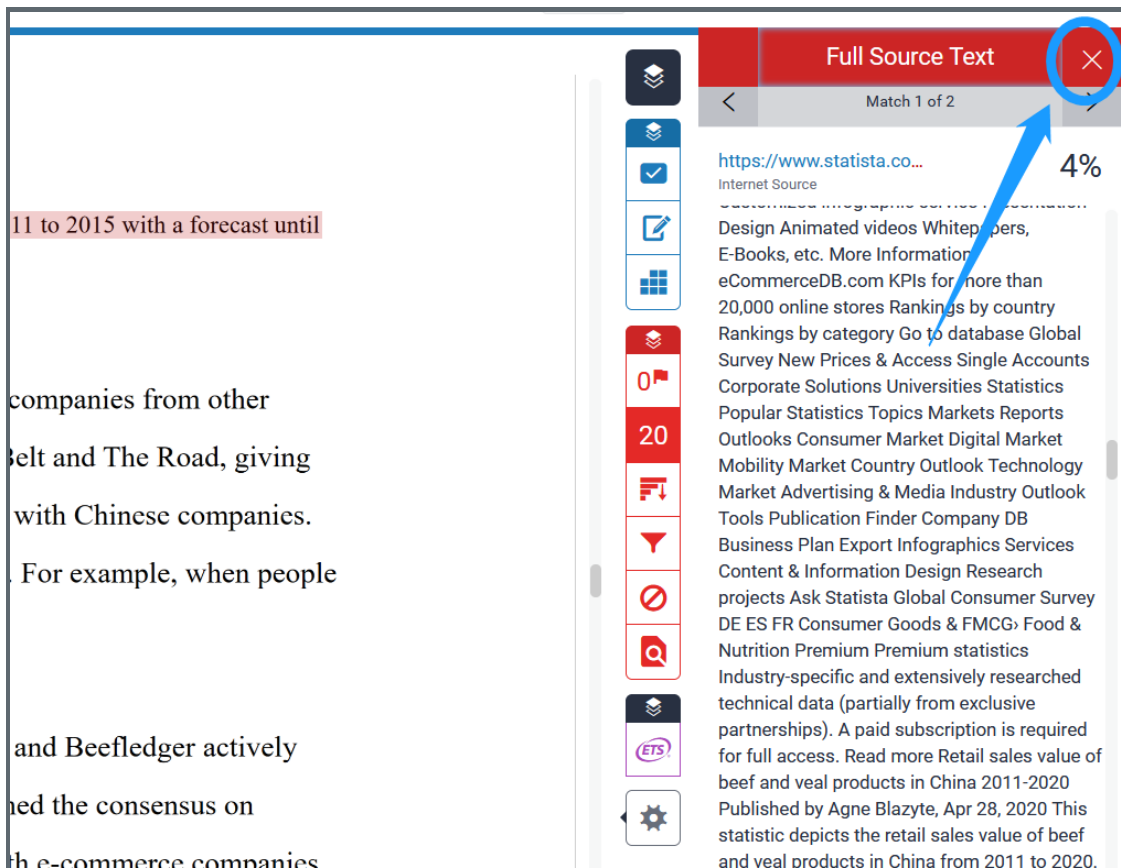 11 to 2015 with a forecast until
companies from other
Belt and The Road, giving
with Chinese companies.
. For example, when people
and Beefledger actively
ned the consensus on
th e-commerce companies
0
20
ETS
Full Source Text
Match 1 of 2
https://www.statista.co...
4%
Internet Source
Customized Infographic Service Presentation
Design Animated videos Whitepapers,
E-Books, etc. More Information
eCommerceDB.com KPIs for more than
20,000 online stores Rankings by country
Rankings by category Go to database Global
Survey New Prices & Access Single Accounts
Corporate Solutions Universities Statistics
Popular Statistics Topics Markets Reports
Outlooks Consumer Market Digital Market
Mobility Market Country Outlook Technology
Market Advertising & Media Industry Outlook
Tools Publication Finder Company DB
Business Plan Export Infographics Services
Content & Information Design Research
projects Ask Statista Global Consumer Survey
DE ES FR Consumer Goods & FMCG› Food &
Nutrition Premium Premium statistics
Industry-specific and extensively researched
technical data (partially from exclusive
partnerships). A paid subscription is required
for full access. Read more Retail sales value of
beef and veal products in China 2011-2020
Published by Agne Blazyte, Apr 28, 2020 This
statistic depicts the retail sales value of beef
and veal products in China from 2011 to 2020.